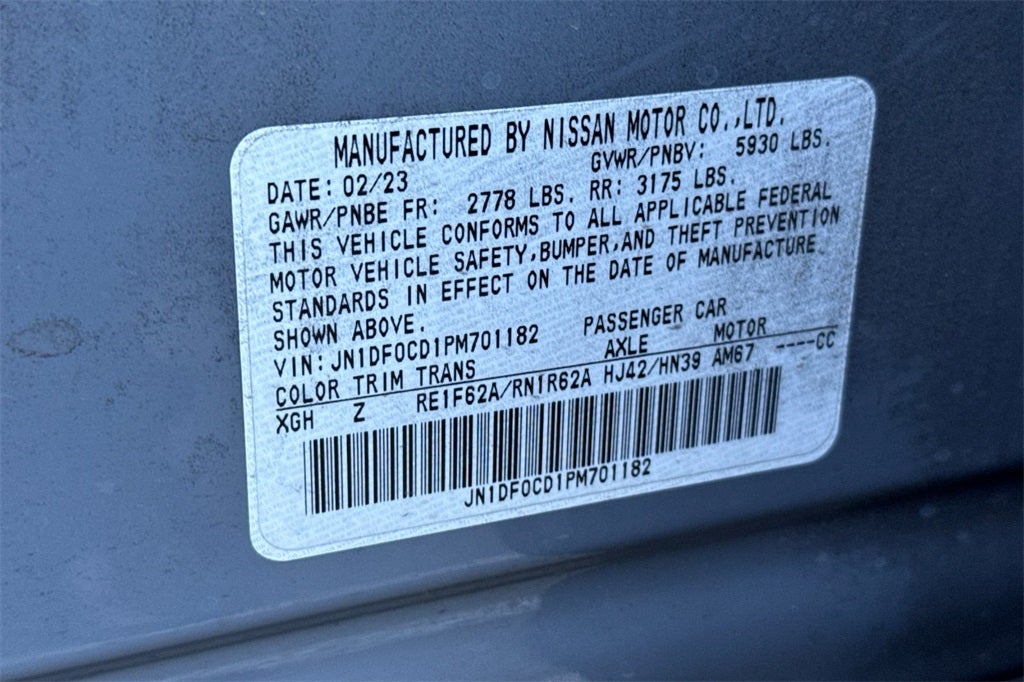 MANUFACTURED BY NISSAN MOTOR CO.,LTD.
DATE: 02/23 GVWR/PNBV: 5930 LBS.
GAWR/PNBE FR: 2778 LBS. RR: 3175 LBS.
THIS VEHICLE CONFORMS TO ALL APPLICABLE FEDERAL
MOTOR VEHICLE SAFETY,BUMPER,AND THEFT PREVENTION
STANDARDS IN EFFECT ON THE DATE OF MANUFACTURE
SHOWN ABOVE.
VIN: JN1DF0CD1PM701182 PASSENGER CAR
COLOR TRIM TRANS AXLE MOTOR
XGH Z RE1F62A/RN1R62A HJ42/HN39 AM67 ----CC
JN1DF0CD1PM701182